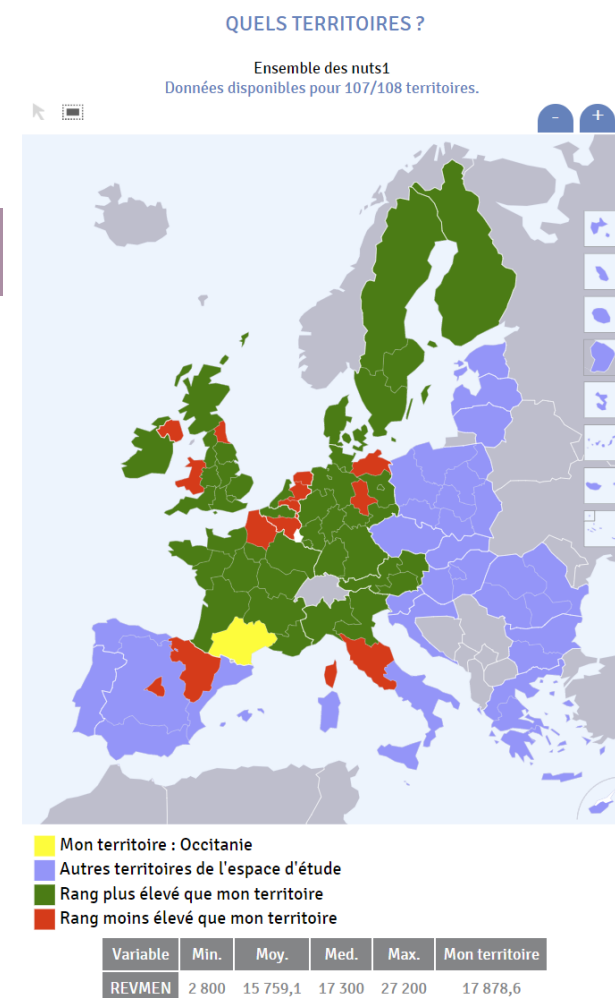 QUELS TERRITOIRES ?
Ensemble des nuts1
Données disponibles pour 107/108 territoires.
- +
Mon territoire : Occitanie
Autres territoires de l'espace d'étude
Rang plus élevé que mon territoire
Rang moins élevé que mon territoire
Variable Min. Moy. Med. Max. Mon territoire
REVMEN 2 800 15 759,1 17 300 27 200 17 878,6